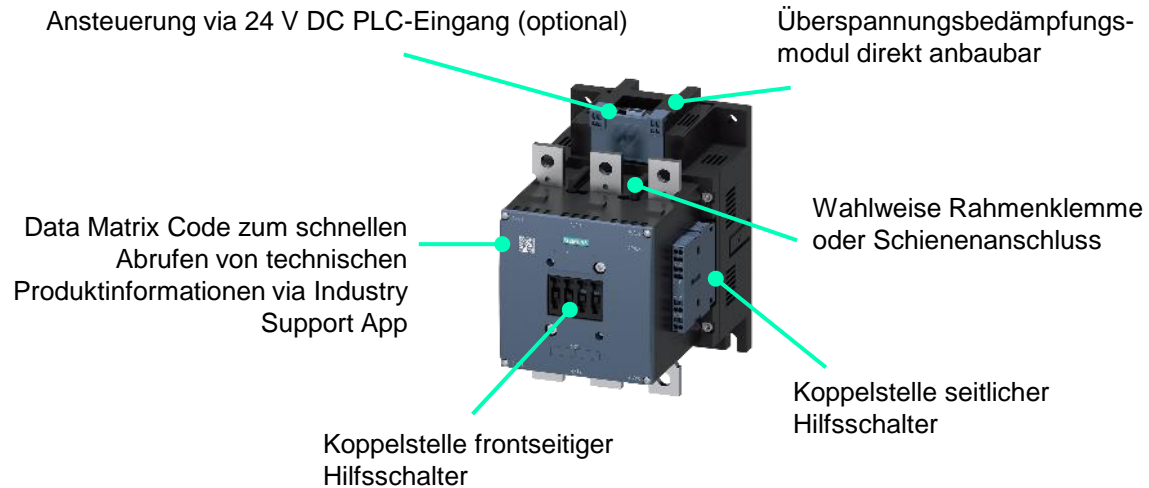 Ansteuerung via 24 V DC PLC-Eingang (optional)
Überspannungsbedämpfungs-
modul direkt anbaubar
Wahlweise Rahmenklemme
oder Schienenanschluss
Data Matrix Code zum schnellen
Abrufen von technischen
Produktinformationen via Industry
Support App
SIEMENS
Koppelstelle seitlicher
Hilfsschalter
Koppelstelle frontseitiger
Hilfsschalter